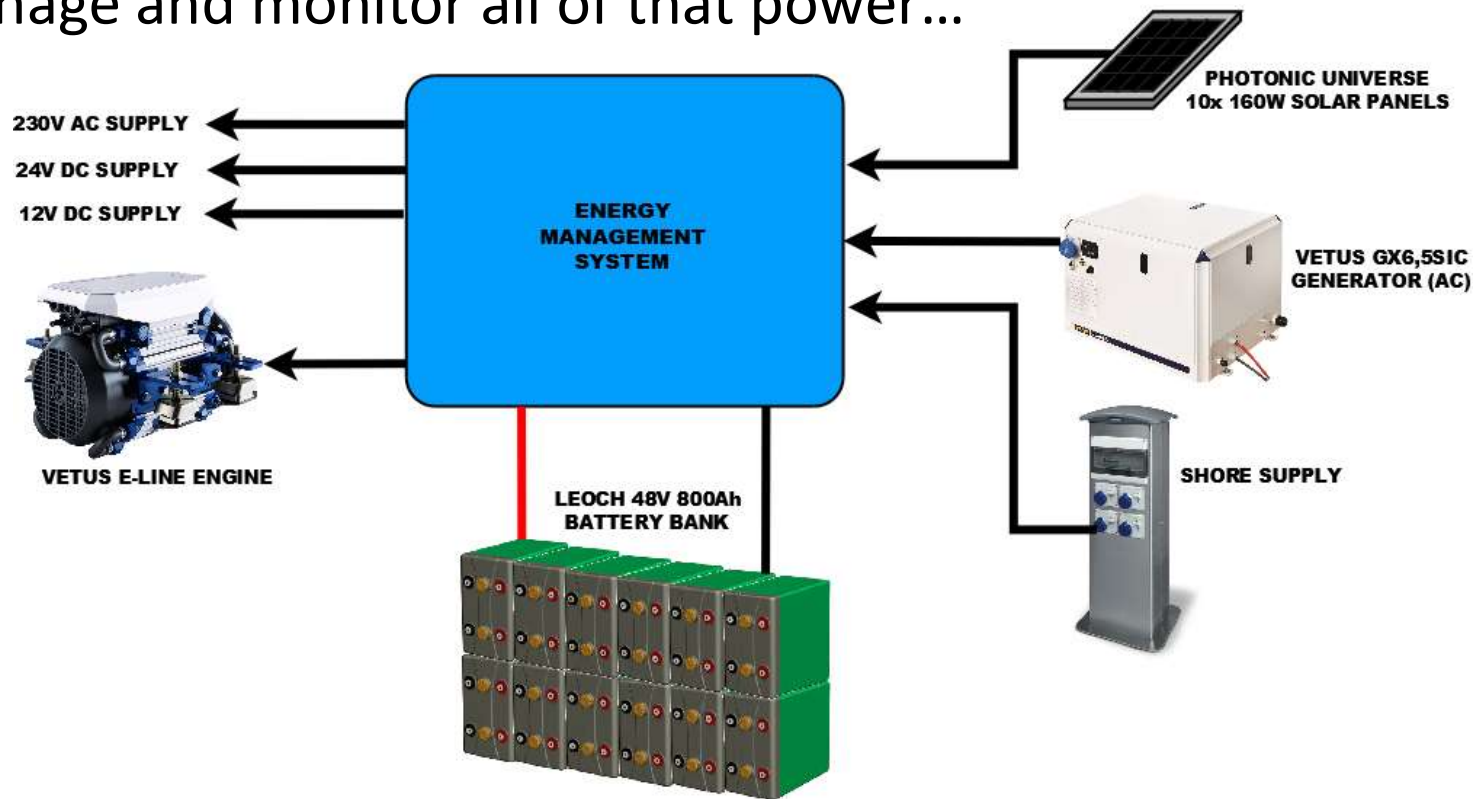 nage and monitor all of that power...
PHOTONIC UNIVERSE
10x 160W SOLAR PANELS
230V AC SUPPLY
24V DC SUPPLY
12V DC SUPPLY
ENERGY
MANAGEMENT
SYSTEM
VETUS GX6,5SIC
GENERATOR (AC)
VETUS E-LINE ENGINE
SHORE SUPPLY
LEOCH 48V 800Ah
BATTERY BANK